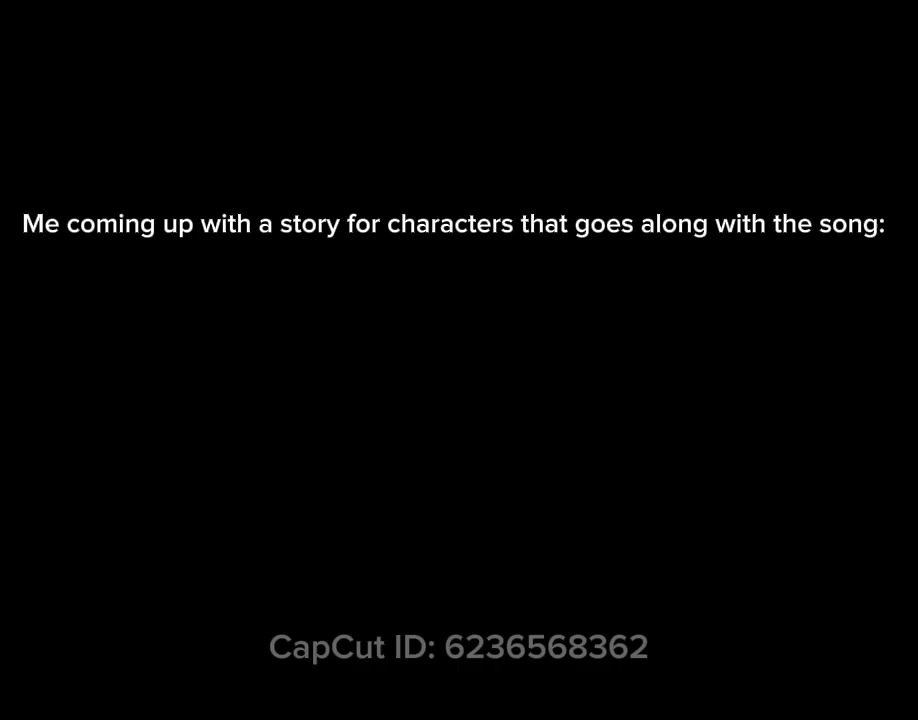 Me coming up with a story for characters that goes along with the song:
CapCut ID: 6236568362